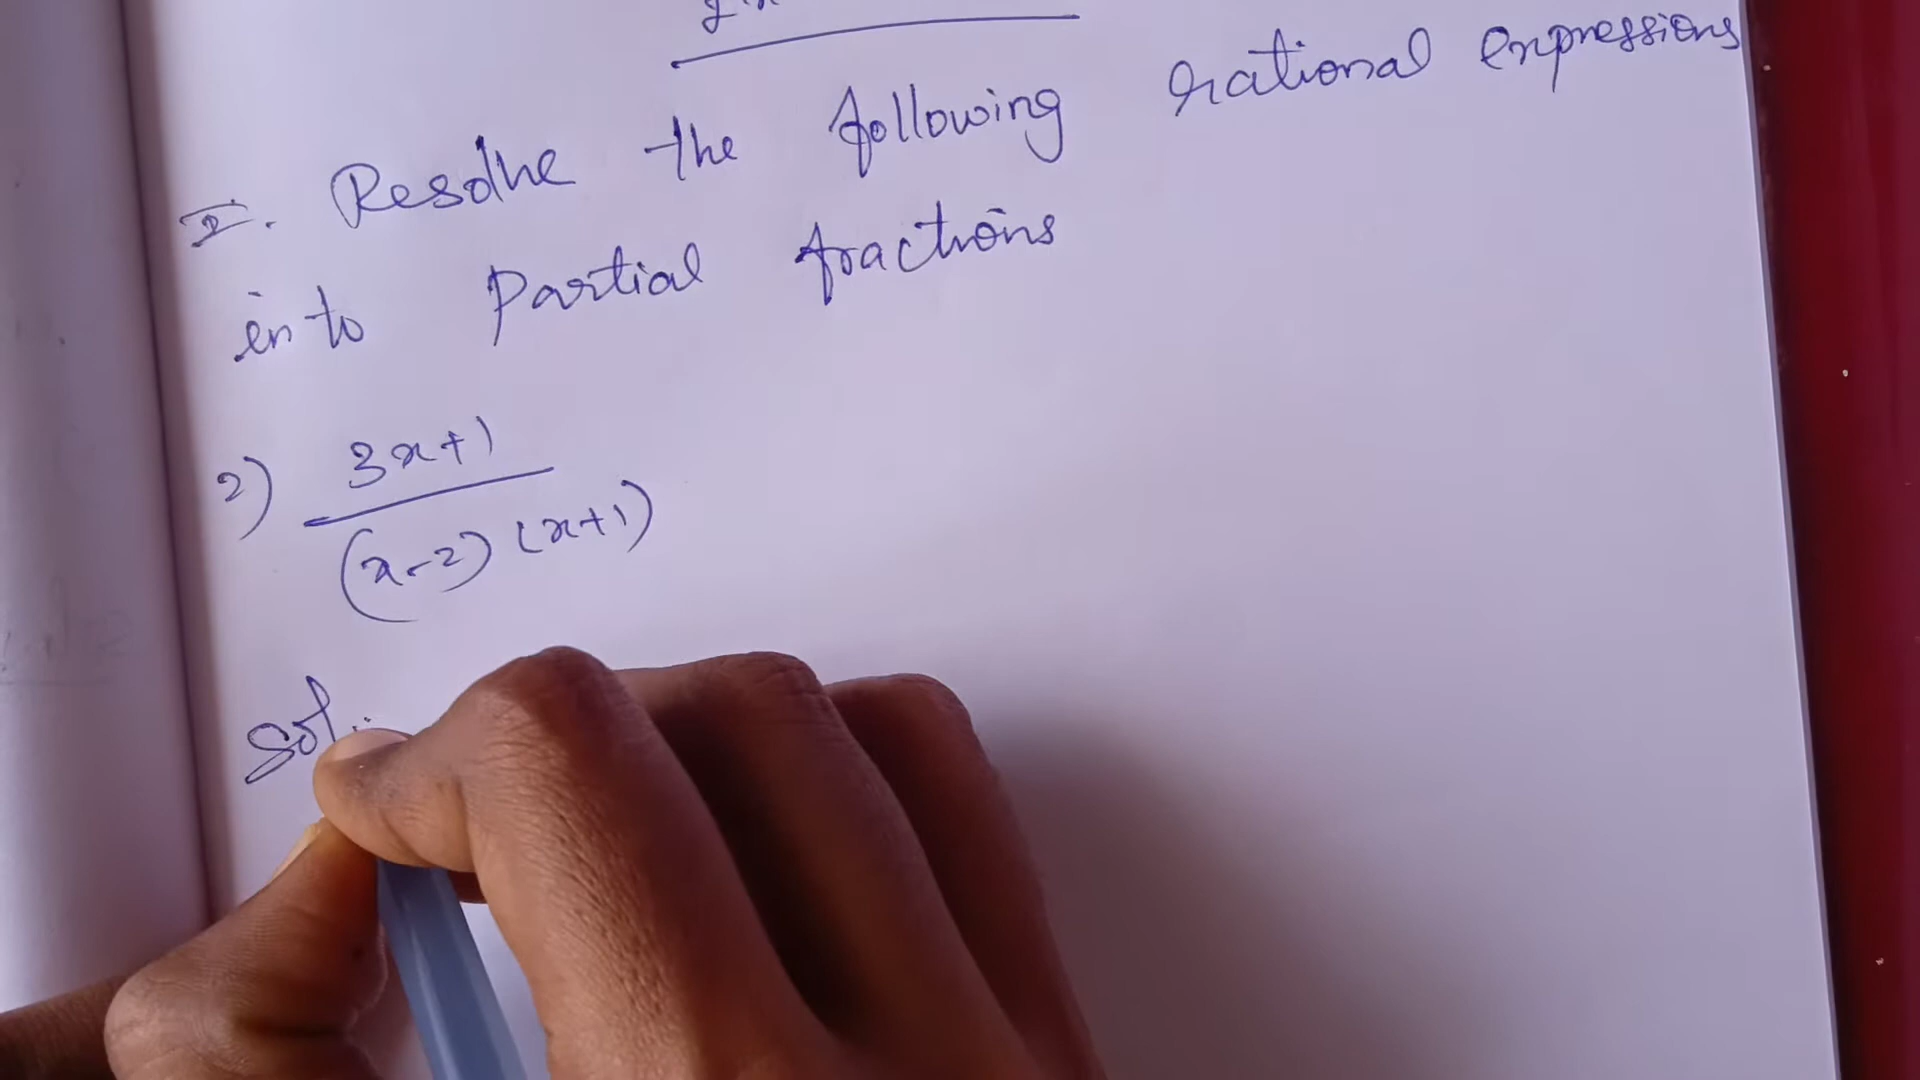 I. Resolve the following rational expressions
into Partial fractions
2) 3x+1
(x-2) (x+1)
Sol: